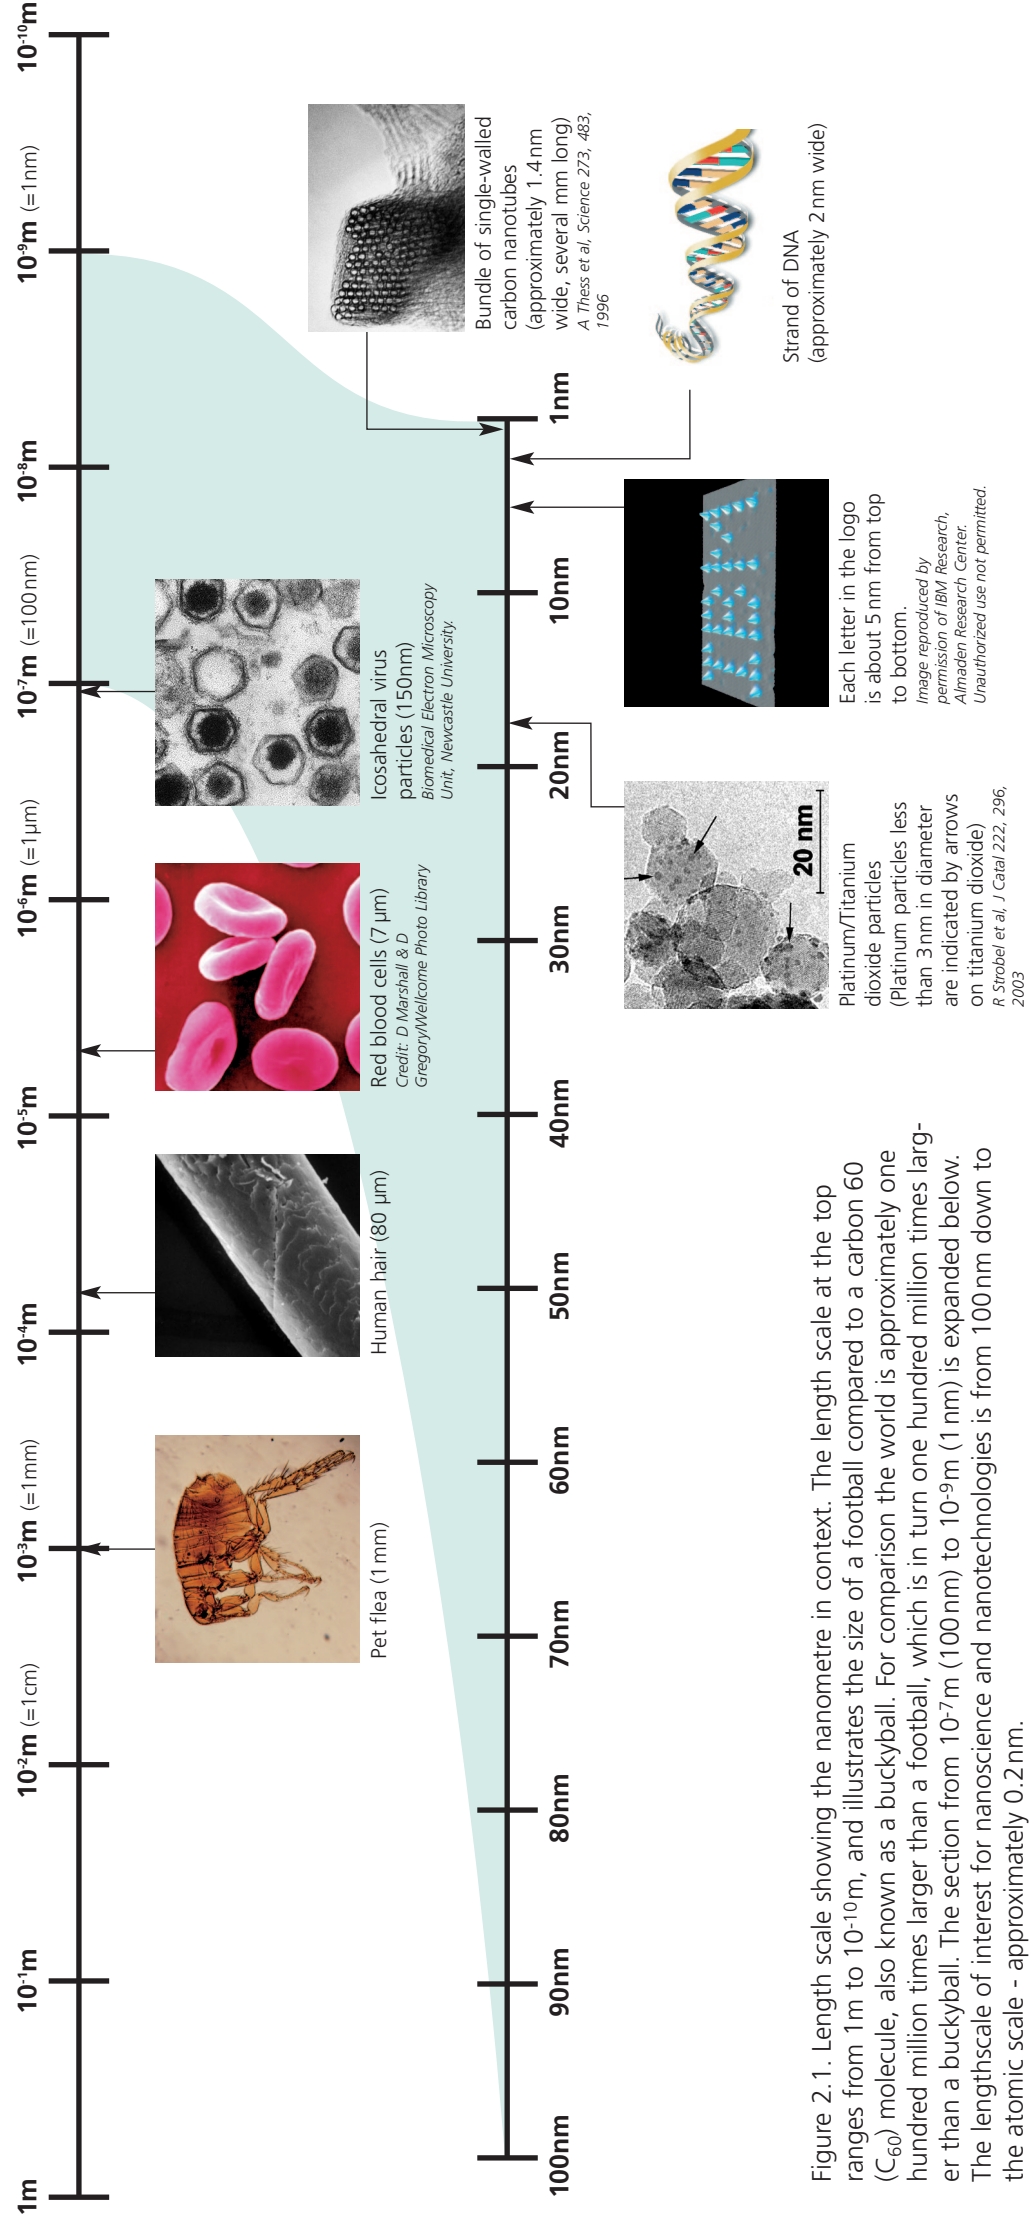 1m
10-1m
10-2m (=1cm)
10-3m (=1mm)
10-4m
10-5m
10-6m (=1μm)
10-7m (=100nm)
10-8m
10-9m (=1nm)
10-10m
Pet flea (1mm)
Human hair (80 μm)
Red blood cells (7 μm)
Credit: D Marshall & D
Gregory/Wellcome Photo Library
Icosahedral virus
particles (150nm)
Biomedical Electron Microscopy
Unit, Newcastle University.
Bundle of single-walled
carbon nanotubes
(approximately 1.4nm
wide, several mm long)
A Thess et al, Science 273, 483,
1996
100nm
90nm
80nm
70nm
60nm
50nm
40nm
30nm
20nm
10nm
1nm
20 nm
Platinum/Titanium
dioxide particles
(Platinum particles less
than 3nm in diameter
are indicated by arrows
on titanium dioxide)
R Strobel et al, J Catal 222, 296,
2003
Each letter in the logo
is about 5 nm from top
to bottom.
Image reproduced by
permission of IBM Research,
Almaden Research Center.
Unauthorized use not permitted.
Strand of DNA
(approximately 2nm wide)
Figure 2.1. Length scale showing the nanometre in context. The length scale at the top
ranges from 1m to 10-10m, and illustrates the size of a football compared to a carbon 60
(C60) molecule, also known as a buckyball. For comparison the world is approximately one
hundred million times larger than a football, which is in turn one hundred million times larg-
er than a buckyball. The section from 10-7m (100nm) to 10-9m (1nm) is expanded below.
The lengthscale of interest for nanoscience and nanotechnologies is from 100nm down to
the atomic scale - approximately 0.2nm.